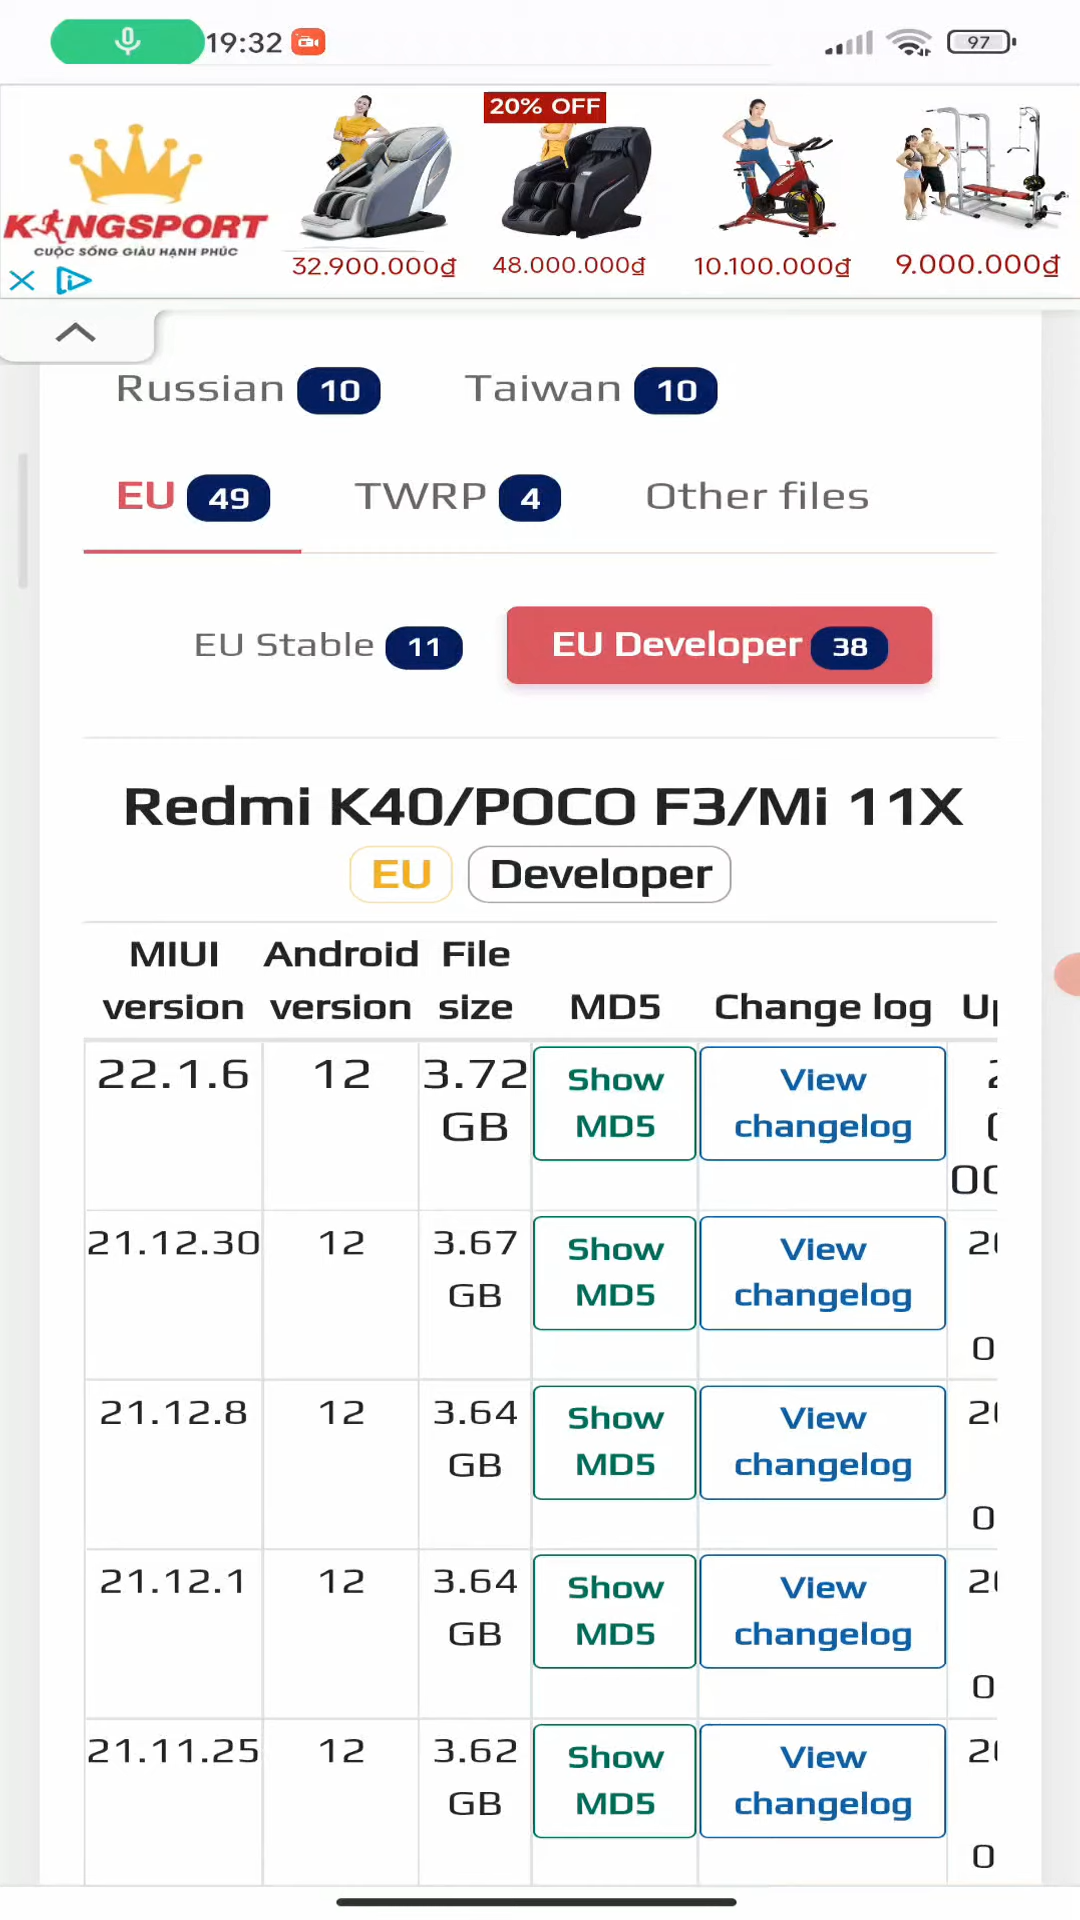 19:32
97
20% OFF
KINGSPORT
CUỘC SỐNG GIÀU HẠNH PHÚC
32.900.000₫ 48.000.000₫ 10.100.000₫ 9.000.000₫
Russian 10 Taiwan 10
EU 49 TWRP 4 Other files
EU Stable 11 EU Developer 38
Redmi K40/POCO F3/Mi 11X
EU Developer
MIUI Android File
version version size MD5 Change log
22.1.6 12 3.72 Show View
GB MD5 changelog
21.12.30 12 3.67 Show View
GB MD5 changelog
21.12.8 12 3.64 Show View
GB MD5 changelog
21.12.1 12 3.64 Show View
GB MD5 changelog
21.11.25 12 3.62 Show View
GB MD5 changelog